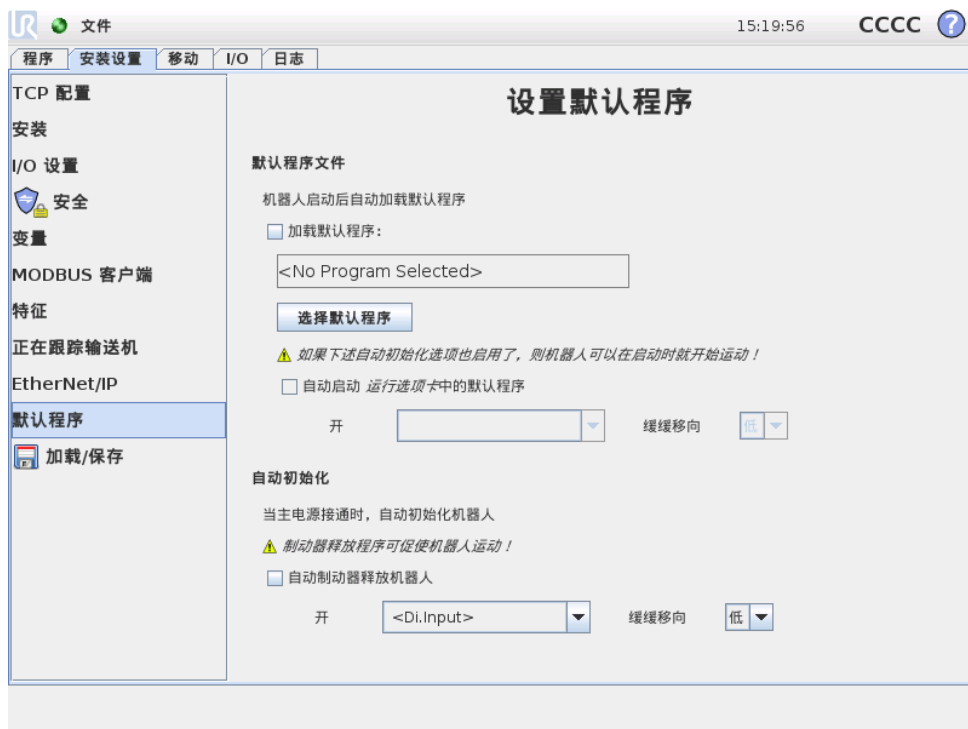 UR 文件 15:19:56 CCCC ?
程序 安装设置 移动 I/O 日志
TCP 配置
安装
I/O 设置
安全
变量
MODBUS 客户端
特征
正在跟踪输送机
EtherNet/IP
默认程序
加载/保存
设置默认程序
默认程序文件
机器人启动后自动加载默认程序
加载默认程序:
<No Program Selected>
选择默认程序
如果下述自动初始化选项也启用了，则机器人可以在启动时就开始运动！
自动启动 运行选项卡中的默认程序
开 缓缓移向 低
自动初始化
当主电源接通时，自动初始化机器人
制动器释放程序可促使机器人运动！
自动制动器释放机器人
开 <Di.Input> 缓缓移向 低